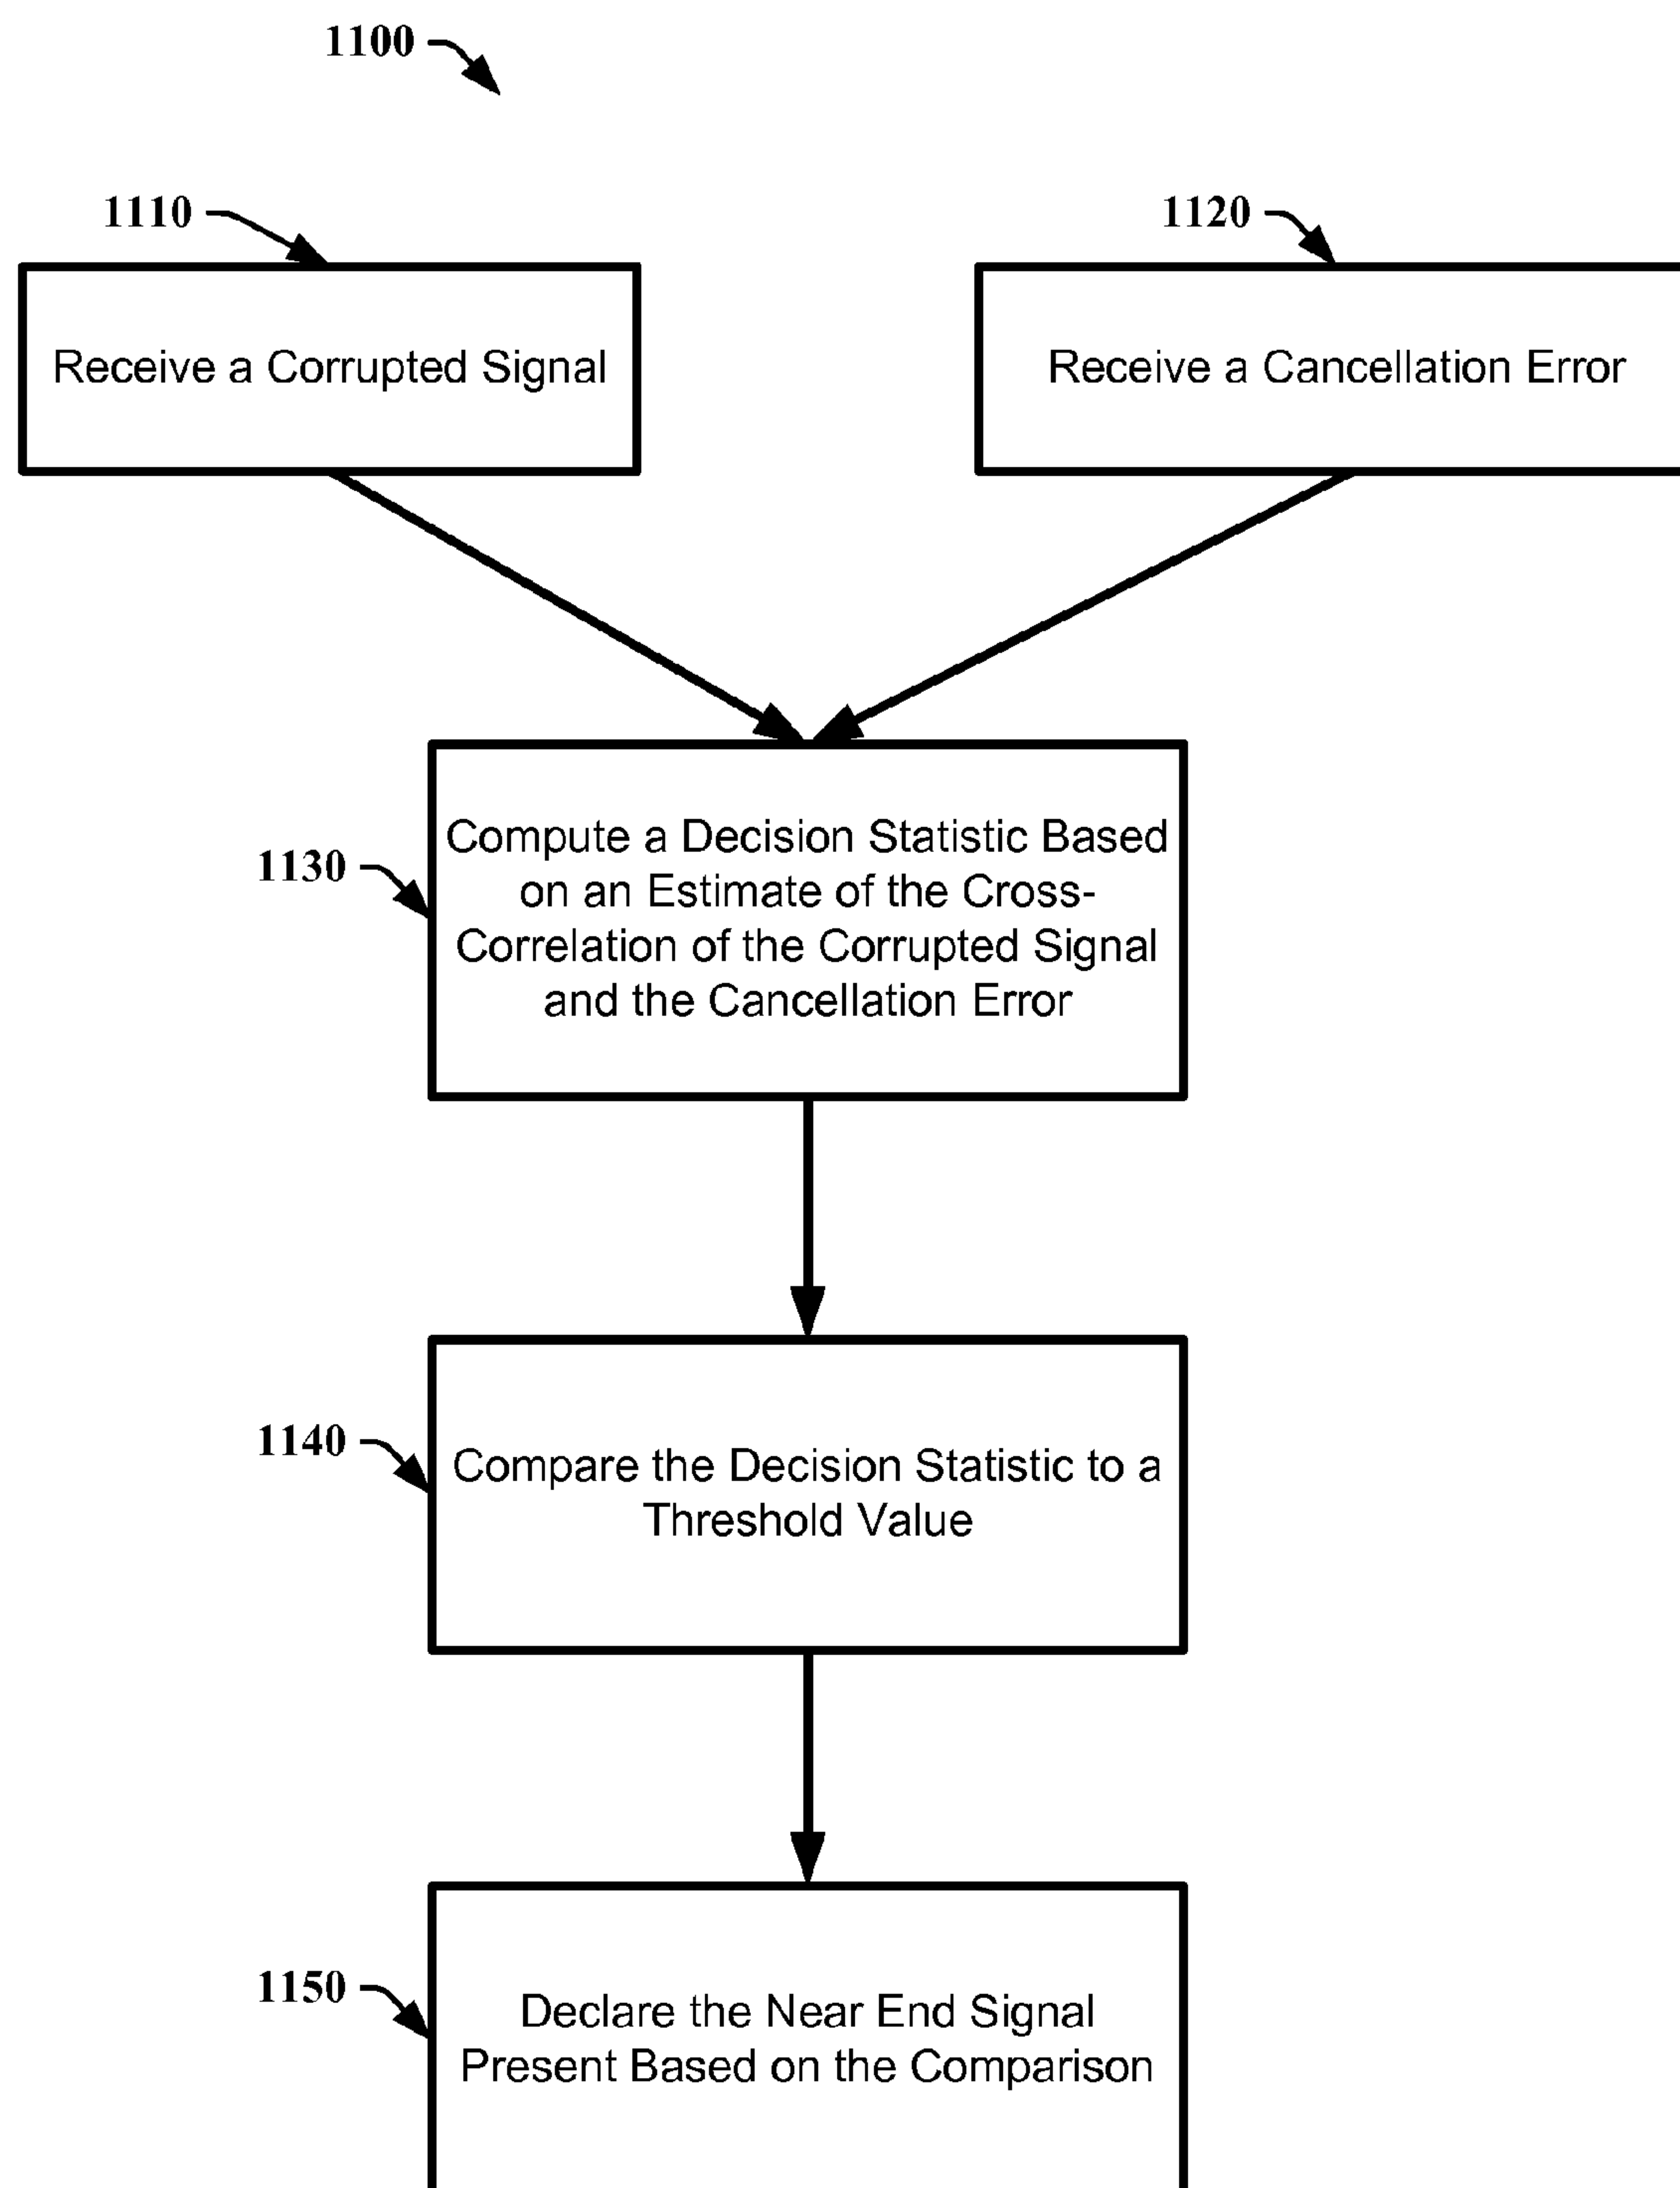 1100
1110
1120
Receive a Corrupted Signal
Receive a Cancellation Error
1130
Compute a Decision Statistic Based
on an Estimate of the Cross-
Correlation of the Corrupted Signal
and the Cancellation Error
1140
Compare the Decision Statistic to a
Threshold Value
1150
Declare the Near End Signal
Present Based on the Comparison